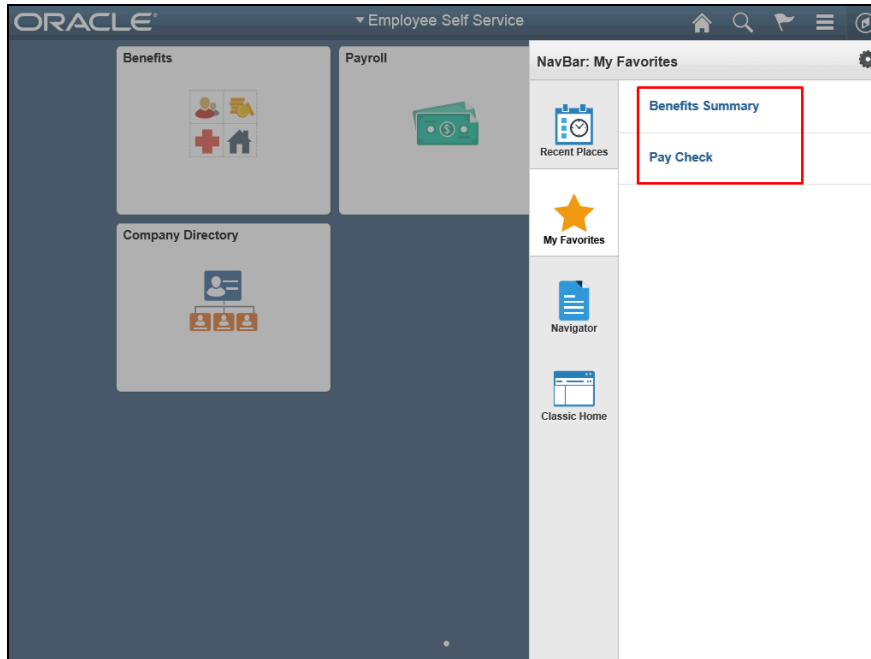 ORACLE
Employee Self Service
Benefits
Payroll
Company Directory
NavBar: My Favorites
Recent Places
My Favorites
Navigator
Classic Home
Benefits Summary
Pay Check